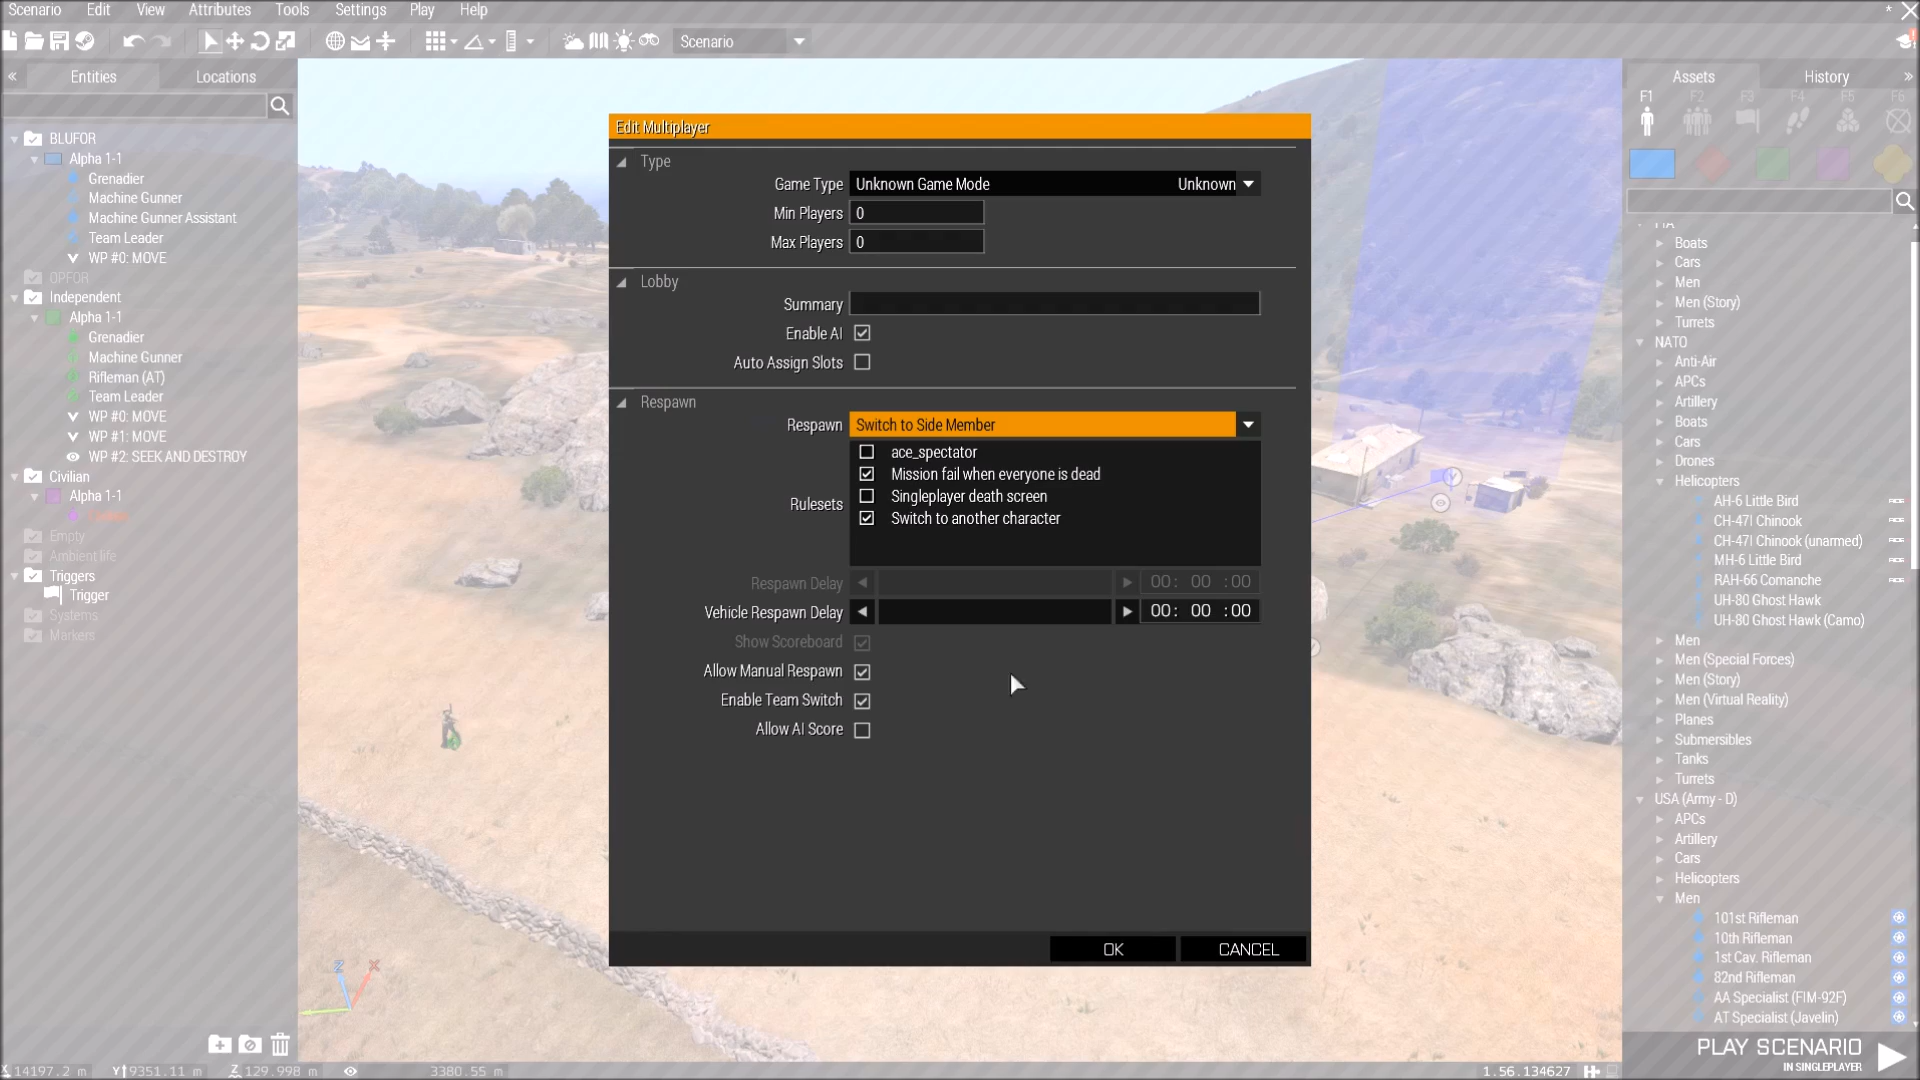 Scenario Edit View Attributes Tools Settings Play Help
Scenario
Entities Locations
BLUFOR
Alpha 1-1
Grenadier
Machine Gunner
Machine Gunner Assistant
Team Leader
WP #0: MOVE
OPFOR
Independent
Alpha 1-1
Grenadier
Machine Gunner
Rifleman (AT)
Team Leader
WP #0: MOVE
WP #1: MOVE
WP #2: SEEK AND DESTROY
Civilian
Alpha 1-1
Empty
Ambient life
Triggers
Trigger
Systems
Markers
Edit Multiplayer
Type
Game Type Unknown Game Mode Unknown
Min Players 0
Max Players 0
Lobby
Summary
Enable AI
Auto Assign Slots
Respawn
Respawn Switch to Side Member
Rulesets
ace_spectator
Mission fail when everyone is dead
Singleplayer death screen
Switch to another character
Respawn Delay 00: 00 :00
Vehicle Respawn Delay 00: 00 :00
Show Scoreboard
Allow Manual Respawn
Enable Team Switch
Allow AI Score
OK CANCEL
Assets History
F1 F2 F3 F4 F5 F6
FIA
Boats
Cars
Men
Men (Story)
Turrets
NATO
Anti-Air
APCs
Artillery
Boats
Cars
Drones
Helicopters
AH-6 Little Bird
CH-47I Chinook
CH-47I Chinook (unarmed)
MH-6 Little Bird
RAH-66 Comanche
UH-80 Ghost Hawk
UH-80 Ghost Hawk (Camo)
Men
Men (Special Forces)
Men (Story)
Men (Virtual Reality)
Planes
Submersibles
Tanks
Turrets
USA (Army - D)
APCs
Artillery
Cars
Helicopters
Men
101st Rifleman
10th Rifleman
1st Cav. Rifleman
82nd Rifleman
AA Specialist (FIM-92F)
AT Specialist (Javelin)
PLAY SCENARIO
IN SINGLEPLAYER
X 14197.2 m Y 19351.11 m Z 129.998 m 3380.55 m 1.56.134627
Z X